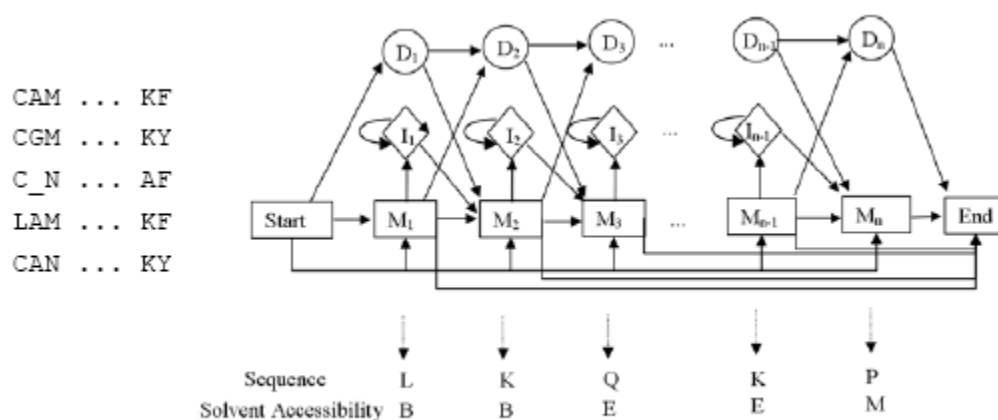 D1 D2 D3 ... Dn-1 Dn
CAM ... KF
CGM ... KY
I1 I2 I3 ... In-1
C_N ... AF
LAM ... KF
Start M1 M2 M3 ... Mn-1 Mn End
CAN ... KY
Sequence L K Q K P
Solvent Accessibility B B E E M